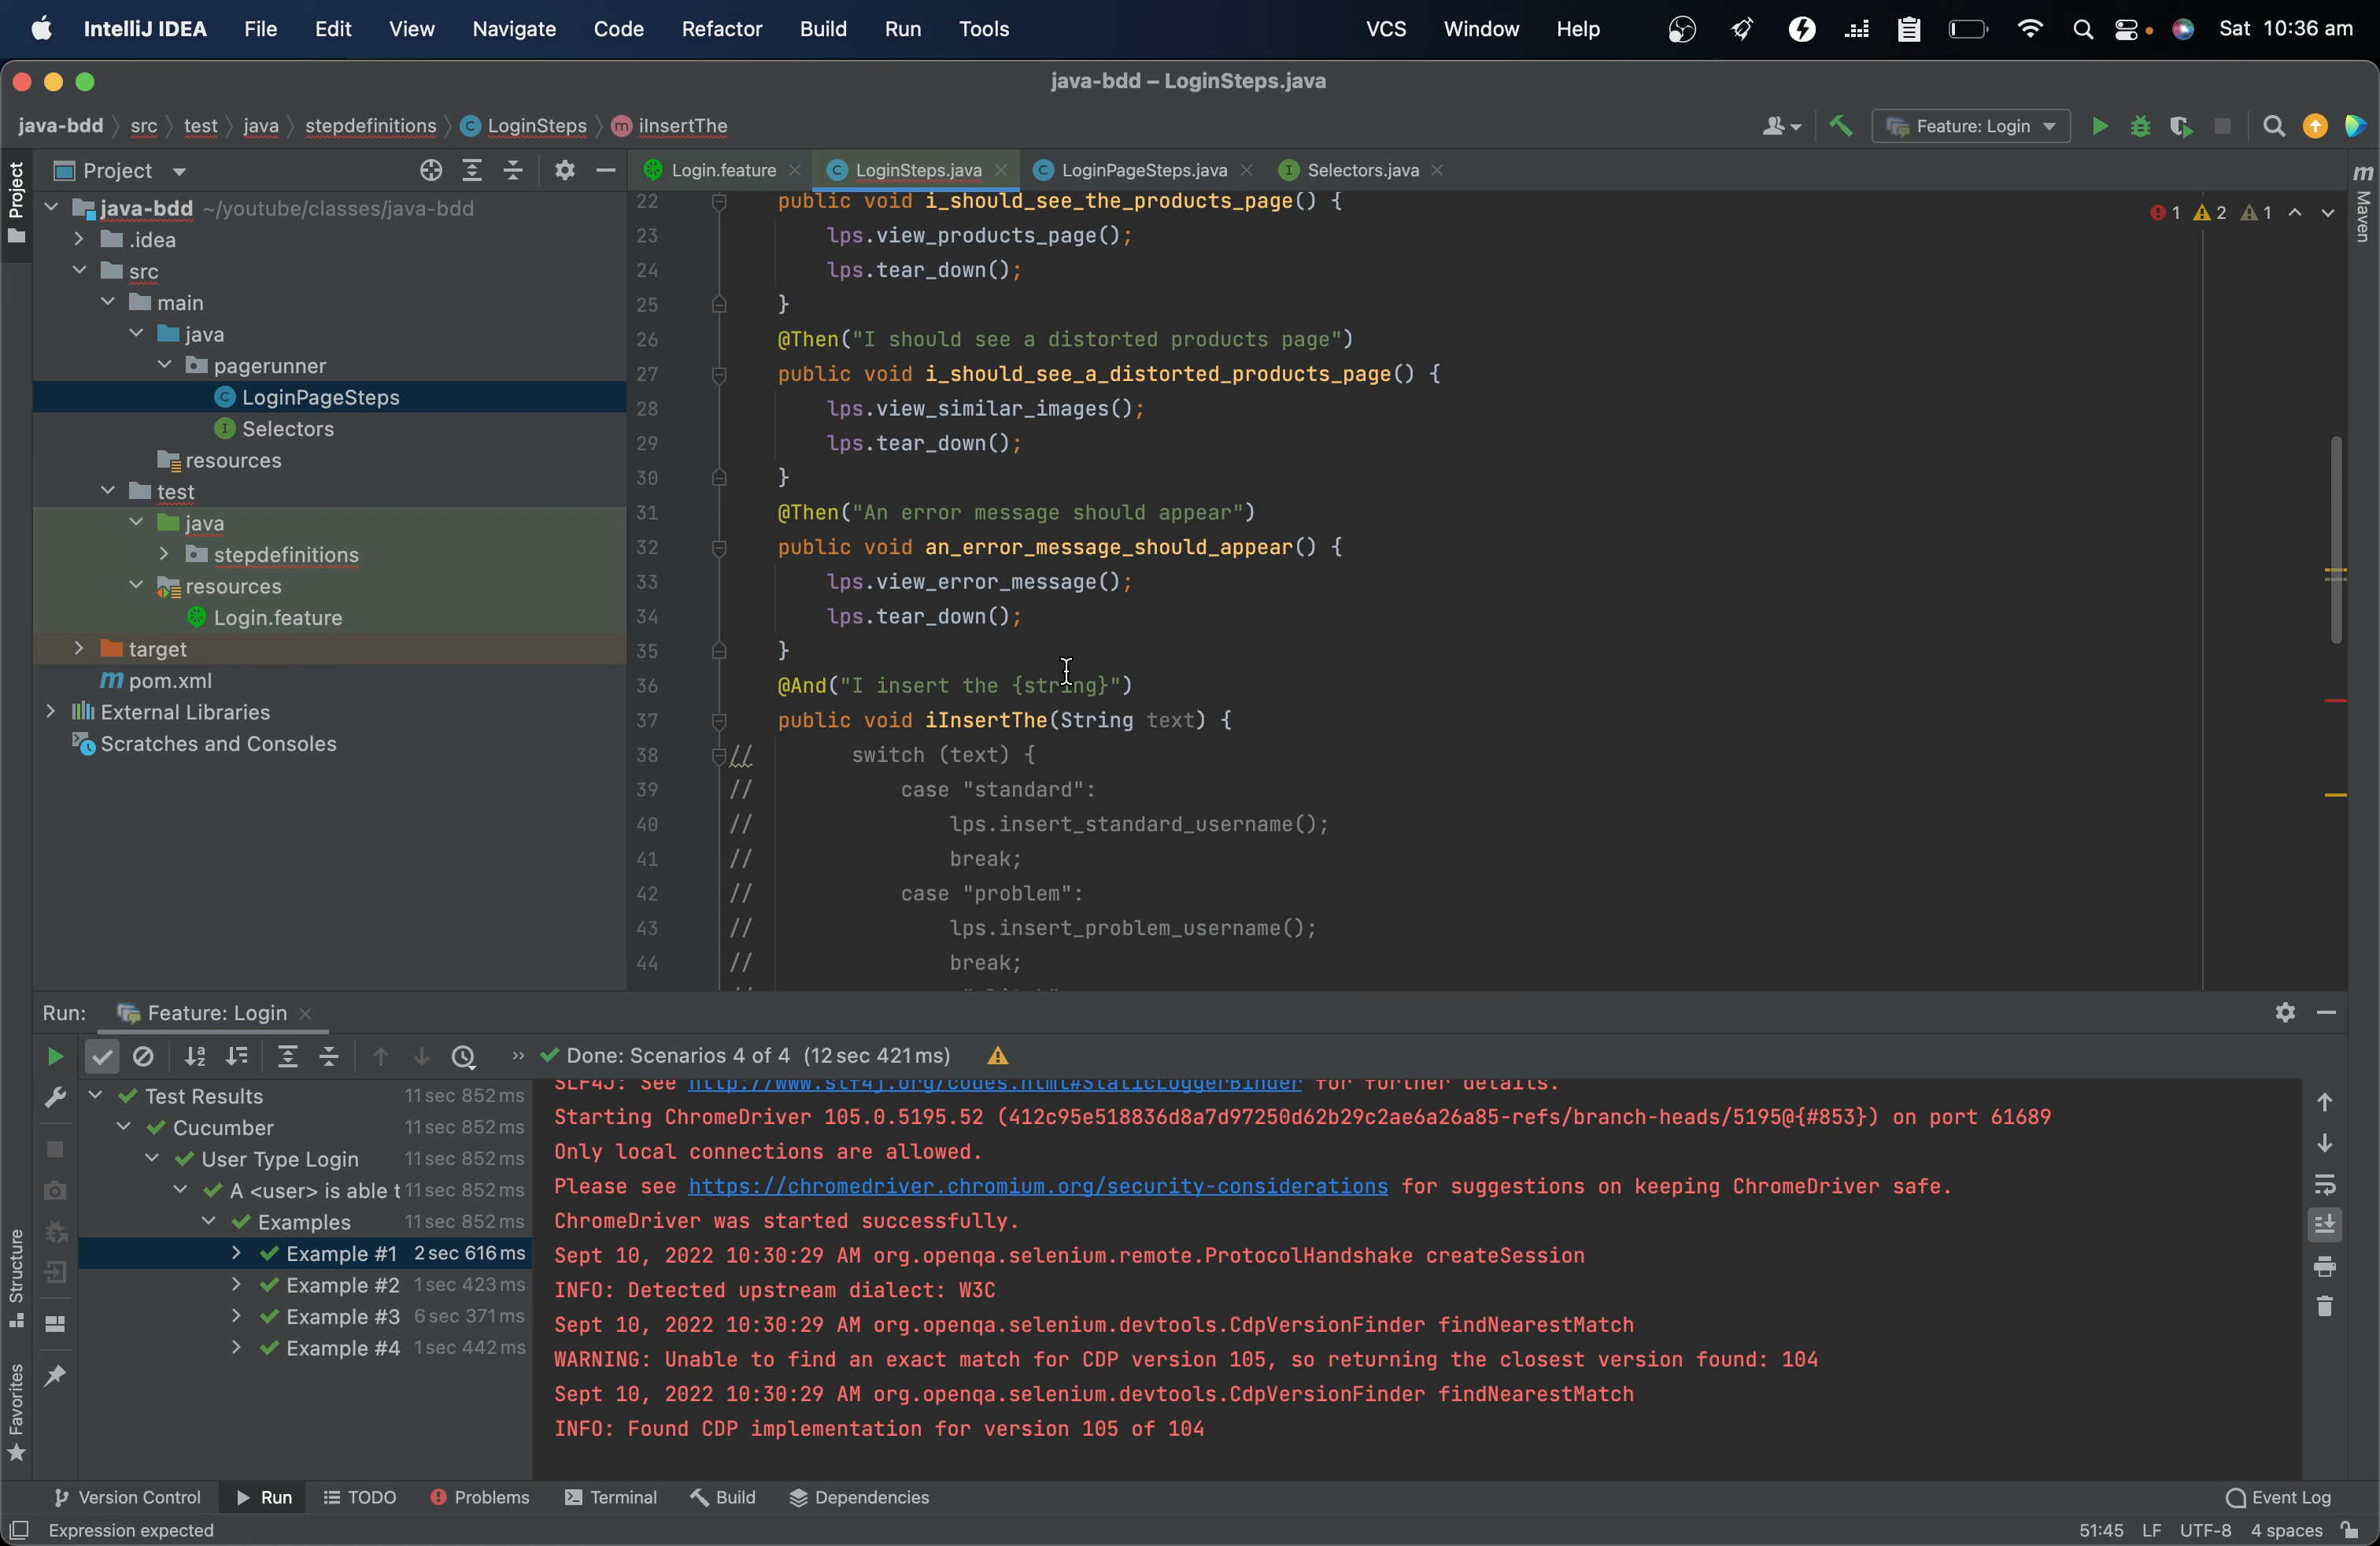 IntelliJ IDEA File Edit View Navigate Code Refactor Build Run Tools VCS Window Help Sat 10:36 am
java-bdd – LoginSteps.java
java-bdd src test java stepdefinitions LoginSteps iInsertThe Feature: Login
Project Login.feature LoginSteps.java LoginPageSteps.java Selectors.java
Project
Maven
1 2 1
java-bdd ~/youtube/classes/java-bdd
.idea
src
main
java
pagerunner
LoginPageSteps
Selectors
resources
test
java
stepdefinitions
resources
Login.feature
target
pom.xml
External Libraries
Scratches and Consoles
22 public void i_should_see_the_products_page() {
23 lps.view_products_page();
24 lps.tear_down();
25 }
26 @Then("I should see a distorted products page")
27 public void i_should_see_a_distorted_products_page() {
28 lps.view_similar_images();
29 lps.tear_down();
30 }
31 @Then("An error message should appear")
32 public void an_error_message_should_appear() {
33 lps.view_error_message();
34 lps.tear_down();
35 }
36 @And("I insert the {string}")
37 public void iInsertThe(String text) {
38 // switch (text) {
39 // case "standard":
40 // lps.insert_standard_username();
41 // break;
42 // case "problem":
43 // lps.insert_problem_username();
44 // break;
Run: Feature: Login
Done: Scenarios 4 of 4 (12 sec 421 ms)
Test Results 11 sec 852 ms
Cucumber 11 sec 852 ms
User Type Login 11 sec 852 ms
A <user> is able t 11 sec 852 ms
Examples 11 sec 852 ms
Example #1 2 sec 616 ms
Example #2 1 sec 423 ms
Example #3 6 sec 371 ms
Example #4 1 sec 442 ms
SLF4J: See http://www.slf4j.org/codes.html#StaticLoggerBinder for further details.
Starting ChromeDriver 105.0.5195.52 (412c95e518836d8a7d97250d62b29c2ae6a26a85-refs/branch-heads/5195@{#853}) on port 61689
Only local connections are allowed.
Please see https://chromedriver.chromium.org/security-considerations for suggestions on keeping ChromeDriver safe.
ChromeDriver was started successfully.
Sept 10, 2022 10:30:29 AM org.openqa.selenium.remote.ProtocolHandshake createSession
INFO: Detected upstream dialect: W3C
Sept 10, 2022 10:30:29 AM org.openqa.selenium.devtools.CdpVersionFinder findNearestMatch
WARNING: Unable to find an exact match for CDP version 105, so returning the closest version found: 104
Sept 10, 2022 10:30:29 AM org.openqa.selenium.devtools.CdpVersionFinder findNearestMatch
INFO: Found CDP implementation for version 105 of 104
Structure
Favorites
Version Control Run TODO Problems Terminal Build Dependencies Event Log
Expression expected 51:45 LF UTF-8 4 spaces